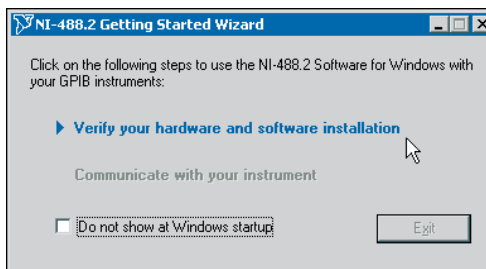 NI-488.2 Getting Started Wizard
Click on the following steps to use the NI-488.2 Software for Windows with
your GPIB instruments:
Verify your hardware and software installation
Communicate with your instrument
Do not show at Windows startup
Exit